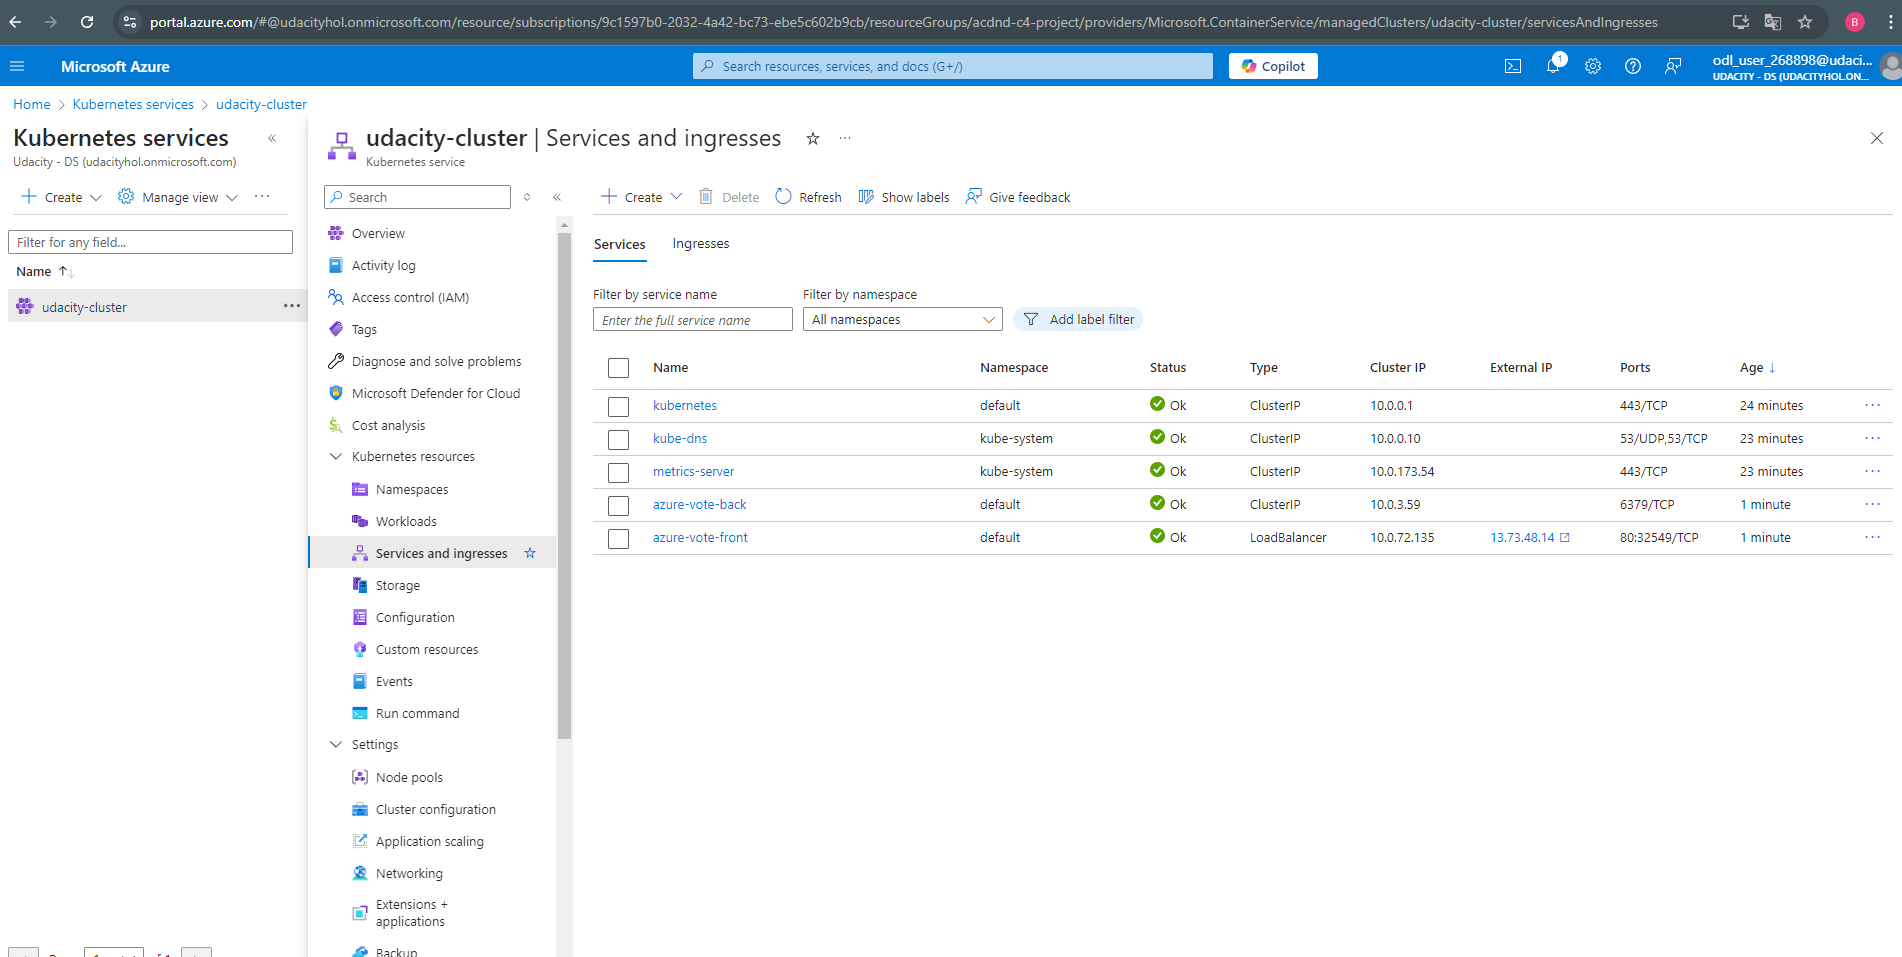 portal.azure.com/#@udacityhol.onmicrosoft.com/resource/subscriptions/9c1597b0-2032-4a42-bc73-ebe5c602b9cb/resourceGroups/acdnd-c4-project/providers/Microsoft.ContainerService/managedClusters/udacity-cluster/servicesAndIngresses
B
Microsoft Azure
Search resources, services, and docs (G+/)
Copilot
1
odl_user_268898@udaci...
UDACITY - DS (UDACITYHOL.ON...
Home > Kubernetes services > udacity-cluster
Kubernetes services
Udacity - DS (udacityhol.onmicrosoft.com)
Create
Manage view
Filter for any field...
Name
udacity-cluster
udacity-cluster | Services and ingresses
Kubernetes service
Search
Overview
Activity log
Access control (IAM)
Tags
Diagnose and solve problems
Microsoft Defender for Cloud
Cost analysis
Kubernetes resources
Namespaces
Workloads
Services and ingresses
Storage
Configuration
Custom resources
Events
Run command
Settings
Node pools
Cluster configuration
Application scaling
Networking
Extensions +
applications
Backup
Create
Delete
Refresh
Show labels
Give feedback
Services Ingresses
Filter by service name Filter by namespace
Enter the full service name All namespaces Add label filter
Name Namespace Status Type Cluster IP External IP Ports Age
kubernetes default Ok ClusterIP 10.0.0.1 443/TCP 24 minutes
kube-dns kube-system Ok ClusterIP 10.0.0.10 53/UDP,53/TCP 23 minutes
metrics-server kube-system Ok ClusterIP 10.0.173.54 443/TCP 23 minutes
azure-vote-back default Ok ClusterIP 10.0.3.59 6379/TCP 1 minute
azure-vote-front default Ok LoadBalancer 10.0.72.135 13.73.48.14 80:32549/TCP 1 minute